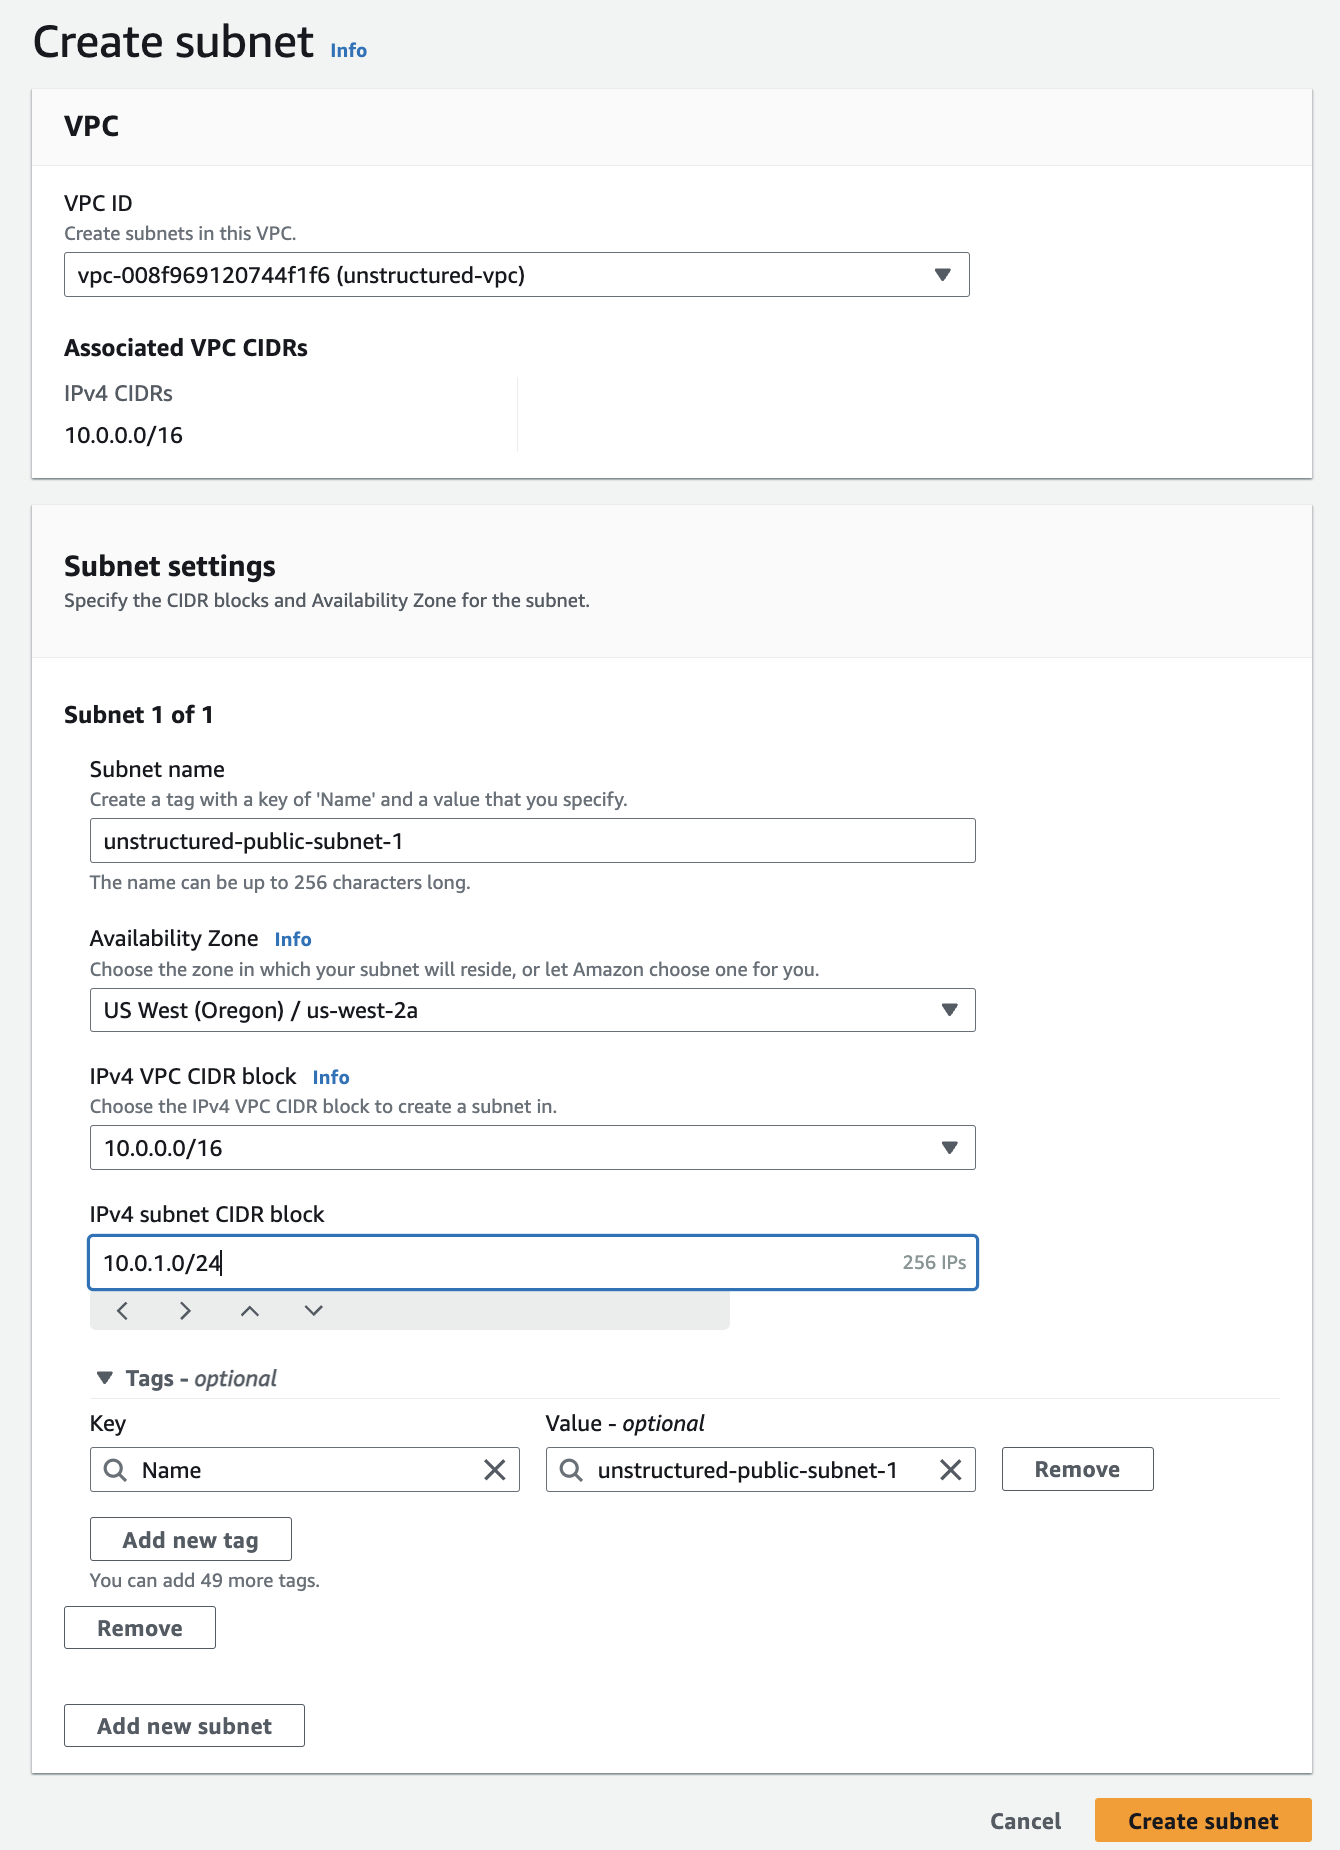 Create subnet Info
VPC
VPC ID
Create subnets in this VPC.
vpc-008f969120744f1f6 (unstructured-vpc)
Associated VPC CIDRs
IPv4 CIDRs
10.0.0.0/16
Subnet settings
Specify the CIDR blocks and Availability Zone for the subnet.
Subnet 1 of 1
Subnet name
Create a tag with a key of 'Name' and a value that you specify.
unstructured-public-subnet-1
The name can be up to 256 characters long.
Availability Zone Info
Choose the zone in which your subnet will reside, or let Amazon choose one for you.
US West (Oregon) / us-west-2a
IPv4 VPC CIDR block Info
Choose the IPv4 VPC CIDR block to create a subnet in.
10.0.0.0/16
IPv4 subnet CIDR block
10.0.1.0/24 256 IPs
Tags - optional
Key Value - optional
Name unstructured-public-subnet-1 Remove
Add new tag
You can add 49 more tags.
Remove
Add new subnet
Cancel Create subnet